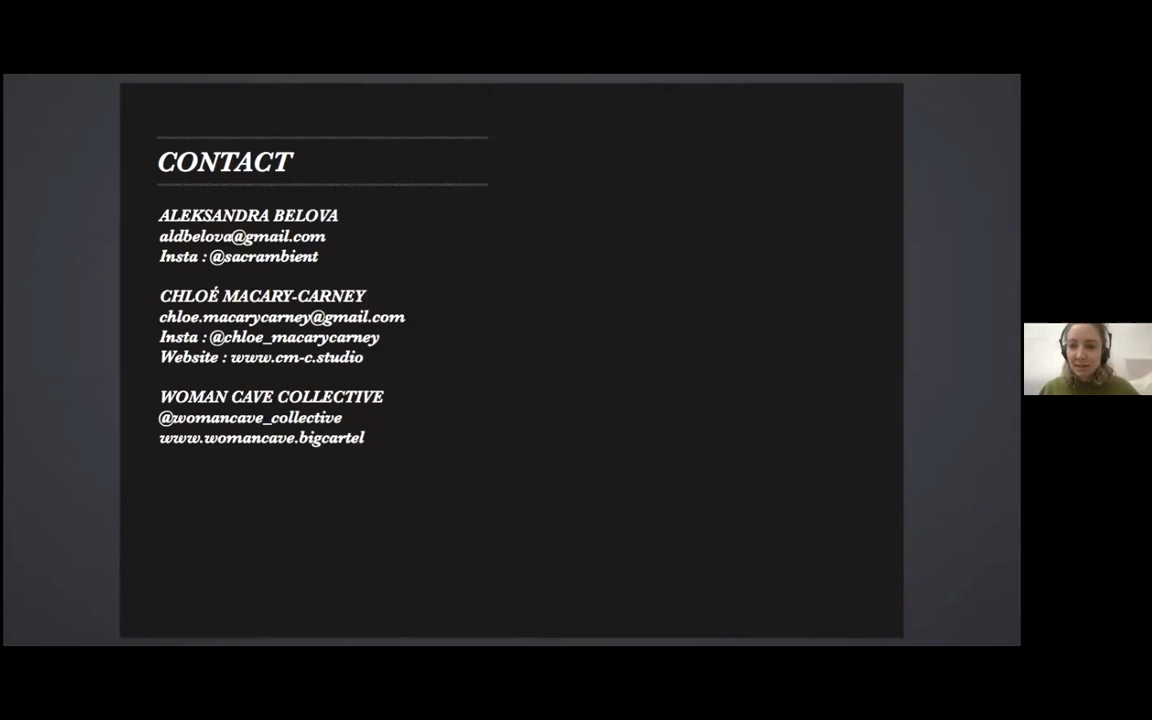 CONTACT
ALEKSANDRA BELOVA
aldbelova@gmail.com
Insta : @sacrambient
CHLOÉ MACARY-CARNEY
chloe.macarycarney@gmail.com
Insta : @chloe_macarycarney
Website : www.cm-c.studio
WOMAN CAVE COLLECTIVE
@womancave_collective
www.womancave.bigcartel